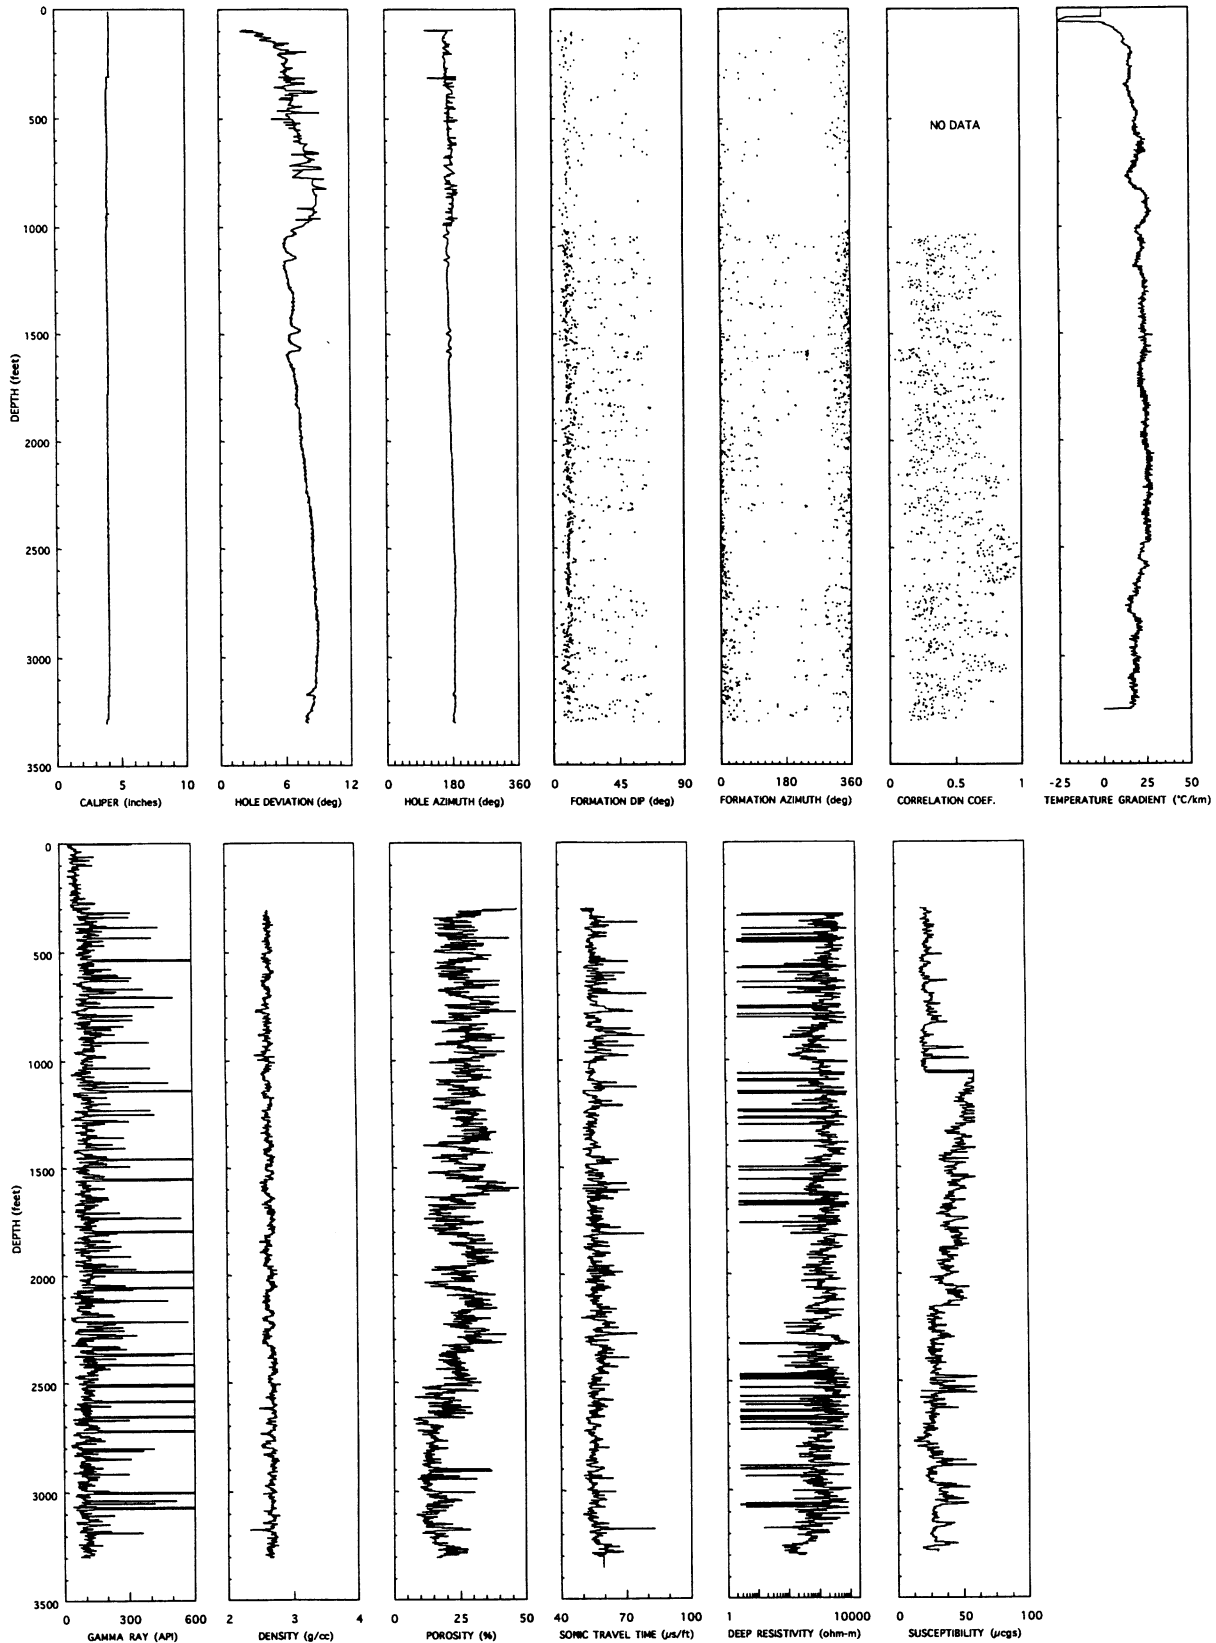 0
500
1000
1500
2000
2500
3000
3500
DEPTH (feet)
NO DATA
0 5 10
CALIPER (inches)
0 6 12
HOLE DEVIATION (deg)
0 180 360
HOLE AZIMUTH (deg)
0 45 90
FORMATION DIP (deg)
0 180 360
FORMATION AZIMUTH (deg)
0 0.5 1
CORRELATION COEF.
-25 0 25 50
TEMPERATURE GRADIENT (°C/km)
0
500
1000
1500
2000
2500
3000
3500
DEPTH (feet)
0 300 600
GAMMA RAY (API)
2 3 4
DENSITY (g/cc)
0 25 50
POROSITY (%)
40 70 100
SONIC TRAVEL TIME (µs/ft)
1 10000
DEEP RESISTIVITY (ohm-m)
0 50 100
SUSCEPTIBILITY (µcgs)